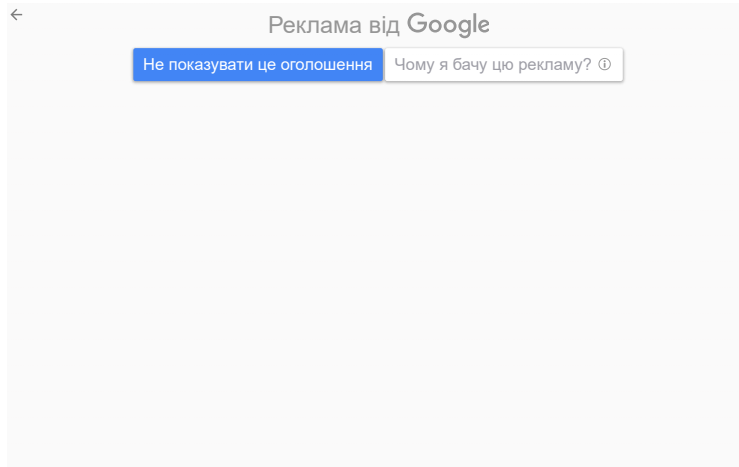 Реклама від Google
Не показувати це оголошення
Чому я бачу цю рекламу?